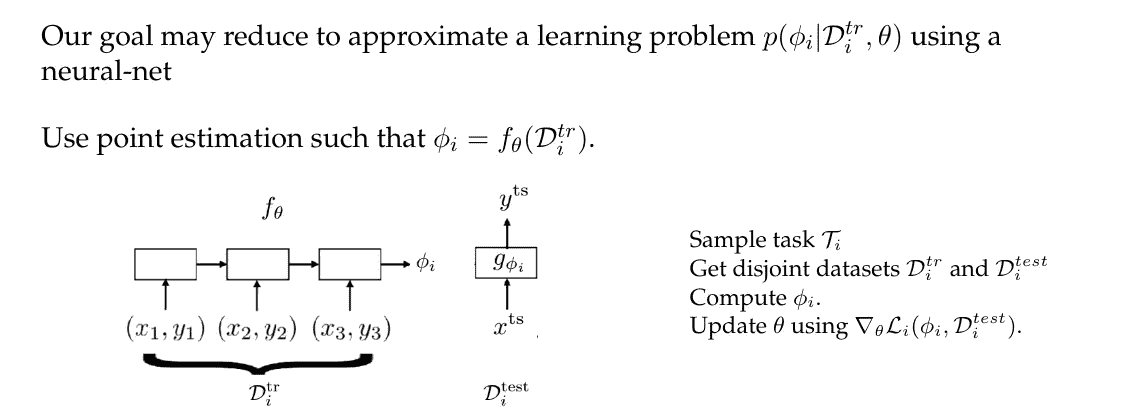 Our goal may reduce to approximate a learning problem $p(\phi_i|\mathcal{D}_i^{tr}, \theta)$ using a
neural-net
Use point estimation such that $\phi_i = f_\theta(\mathcal{D}_i^{tr})$.
$f_\theta$
$y^{\text{ts}}$
$\phi_i$
$g_{\phi_i}$
$(x_1, y_1)$ $(x_2, y_2)$ $(x_3, y_3)$
$x^{\text{ts}}$
$\mathcal{D}_i^{\text{tr}}$
$\mathcal{D}_i^{\text{test}}$
Sample task $\mathcal{T}_i$
Get disjoint datasets $\mathcal{D}_i^{tr}$ and $\mathcal{D}_i^{test}$
Compute $\phi_i$.
Update $\theta$ using $\nabla_\theta \mathcal{L}_i(\phi_i, \mathcal{D}_i^{test})$.